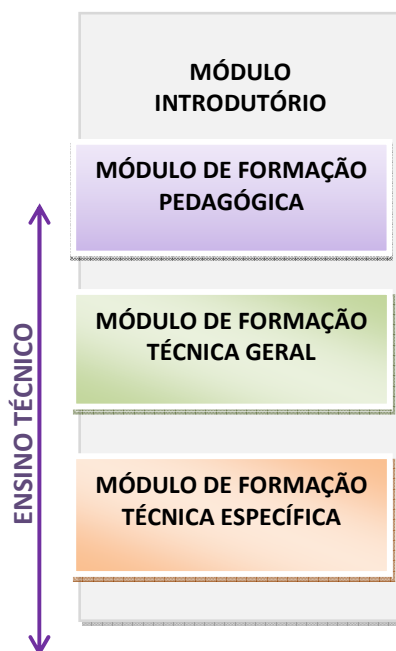 MÓDULO
INTRODUTÓRIO
MÓDULO DE FORMAÇÃO
PEDAGÓGICA
MÓDULO DE FORMAÇÃO
TÉCNICA GERAL
MÓDULO DE FORMAÇÃO
TÉCNICA ESPECÍFICA
ENSINO TÉCNICO